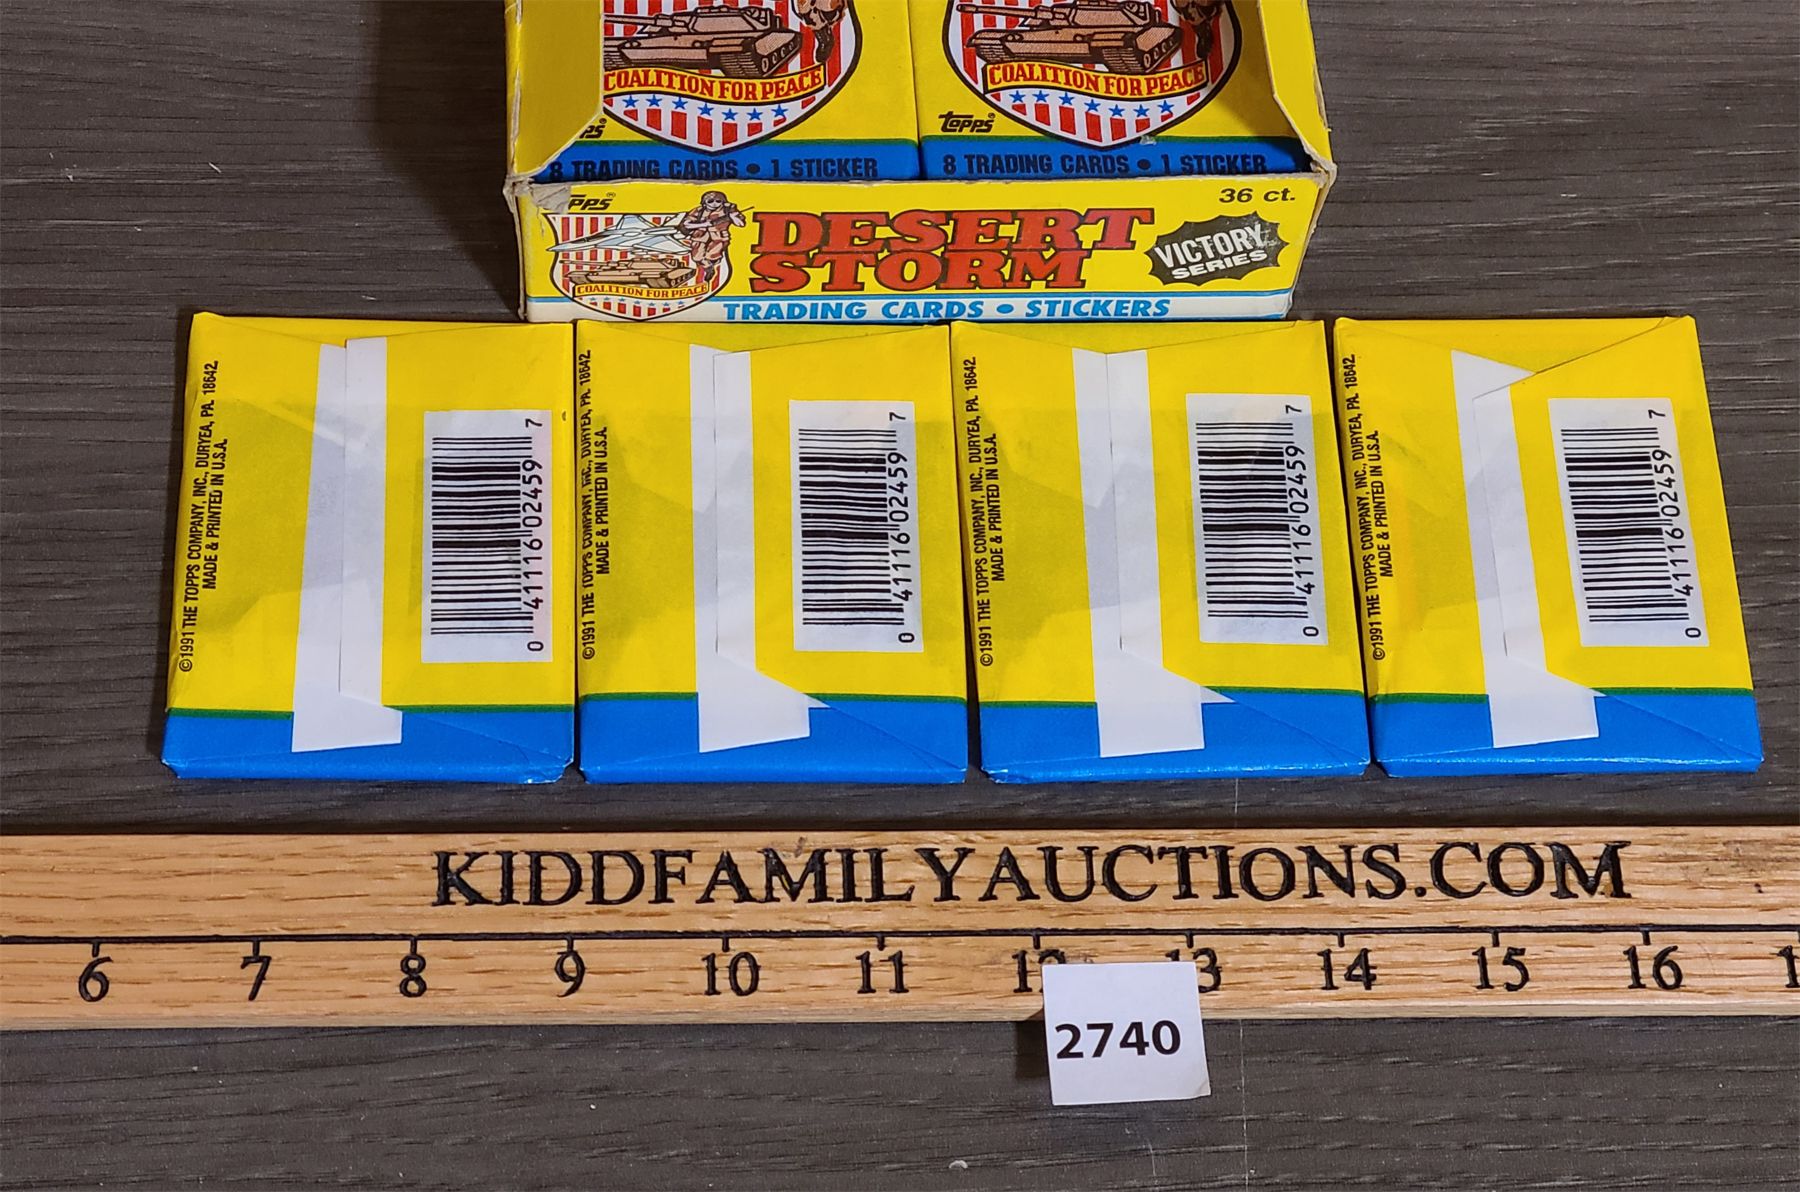 COALITION FOR PEACE
COALITION FOR PEACE
topps®
8 TRADING CARDS • 1 STICKER
8 TRADING CARDS • 1 STICKER
36 ct.
DESERT
STORM
VICTORY
SERIES
COALITION FOR PEACE
TRADING CARDS • STICKERS
©1991 THE TOPPS COMPANY, INC., DURYEA, PA. 18642
MADE & PRINTED IN U.S.A.
0 41116 02459 7
©1991 THE TOPPS COMPANY, INC., DURYEA, PA. 18642
MADE & PRINTED IN U.S.A.
0 41116 02459 7
©1991 THE TOPPS COMPANY, INC., DURYEA, PA. 18642
MADE & PRINTED IN U.S.A.
0 41116 02459 7
©1991 THE TOPPS COMPANY, INC., DURYEA, PA. 18642
MADE & PRINTED IN U.S.A.
0 41116 02459 7
KIDDFAMILYAUCTIONS.COM
6 7 8 9 10 11 14 15 16
2740